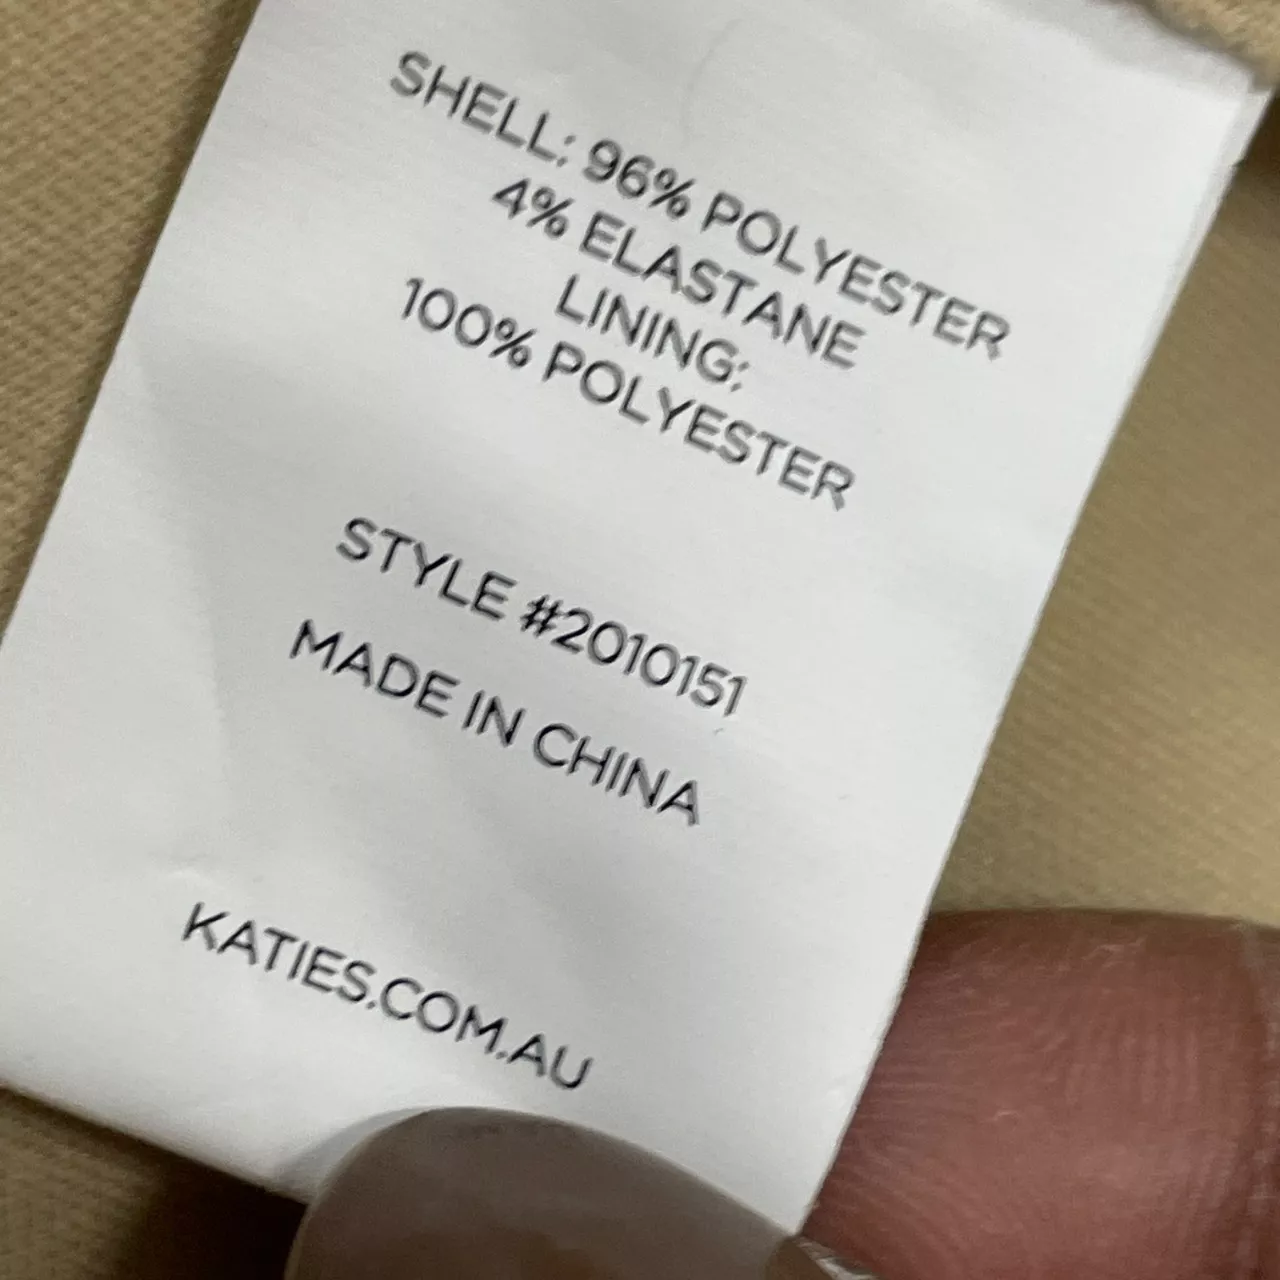 SHELL: 96% POLYESTER
4% ELASTANE
LINING:
100% POLYESTER
STYLE #2010151
MADE IN CHINA
KATIES.COM.AU